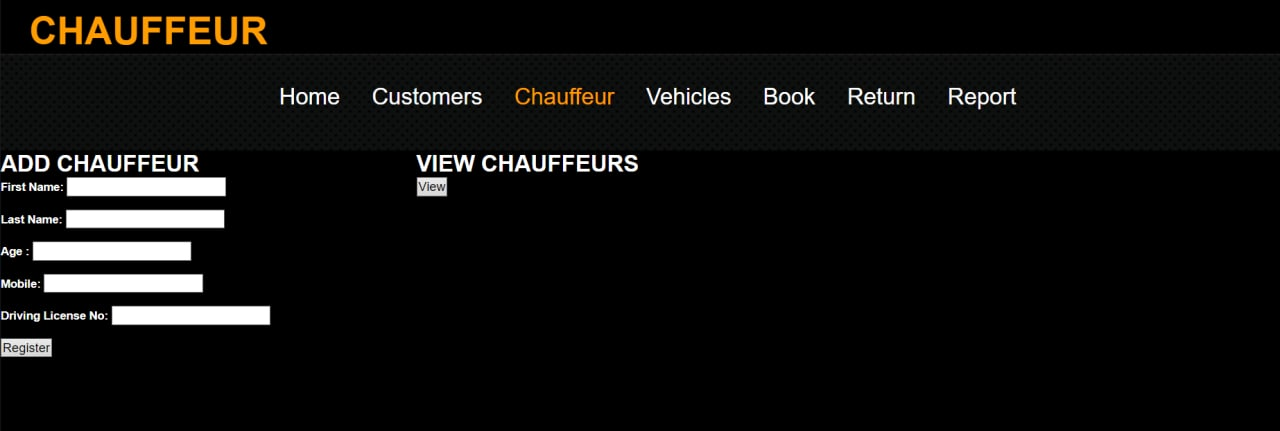 CHAUFFEUR
Home Customers Chauffeur Vehicles Book Return Report
ADD CHAUFFEUR
First Name:
Last Name:
Age :
Mobile:
Driving License No:
Register
VIEW CHAUFFEURS
View